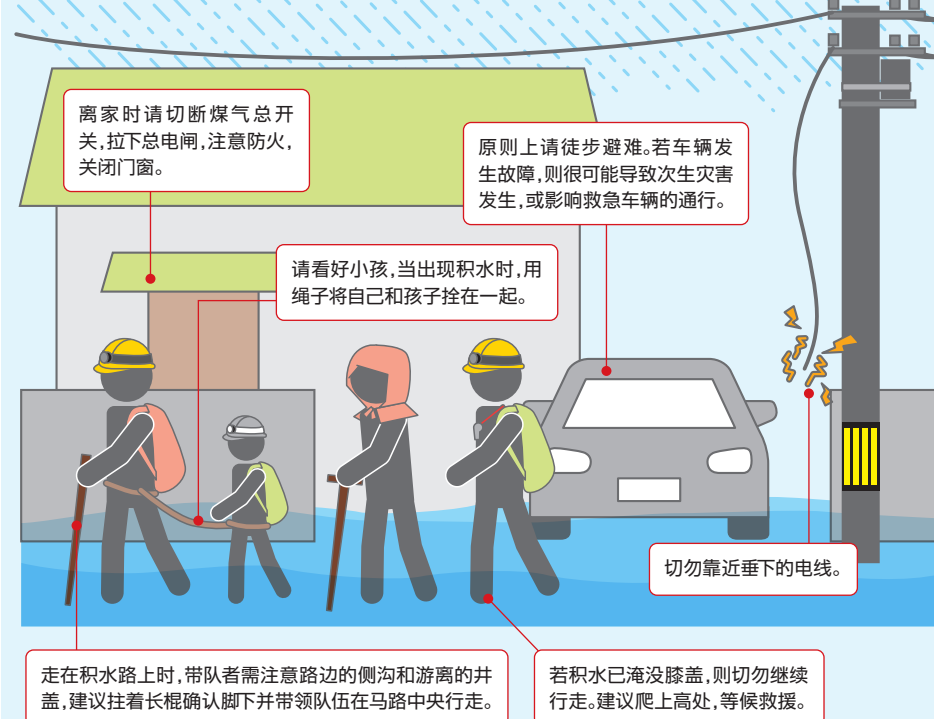 离家时请切断煤气总开
关,拉下总电闸,注意防火,
关闭门窗。
原则上请徒步避难。若车辆发
生故障,则很可能导致次生灾害
发生,或影响救急车辆的通行。
请看好小孩,当出现积水时,用
绳子将自己和孩子拴在一起。
切勿靠近垂下的电线。
走在积水路上时,带队者需注意路边的侧沟和游离的井
盖,建议拄着长棍确认脚下并带领队伍在马路中央行走。
若积水已淹没膝盖,则切勿继续
行走。建议爬上高处,等候救援。